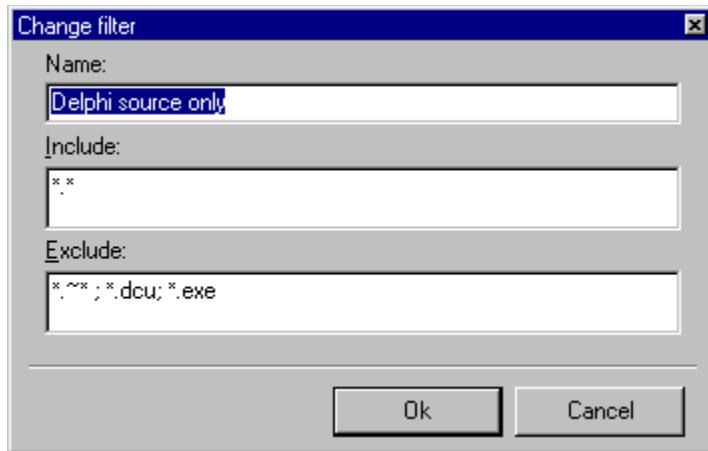 Change filter
Name:
Delphi source only
Include:
*.*
Exclude:
*.~* ; *.dcu; *.exe
Ok Cancel